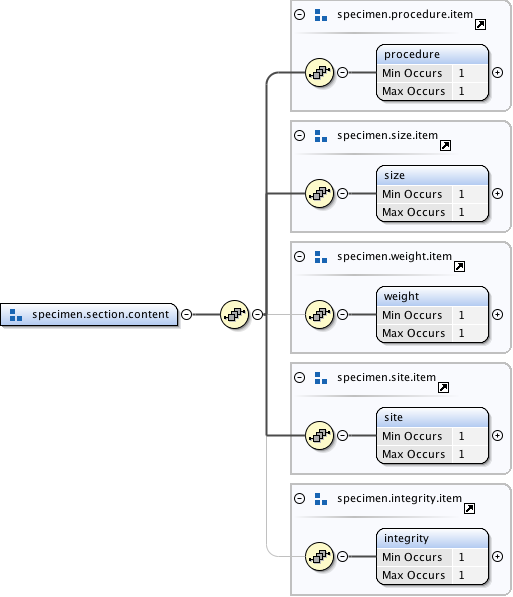 specimen.procedure.item
procedure
Min Occurs 1
Max Occurs 1
specimen.size.item
size
Min Occurs 1
Max Occurs 1
specimen.weight.item
weight
Min Occurs 1
Max Occurs 1
specimen.section.content
specimen.site.item
site
Min Occurs 1
Max Occurs 1
specimen.integrity.item
integrity
Min Occurs 1
Max Occurs 1